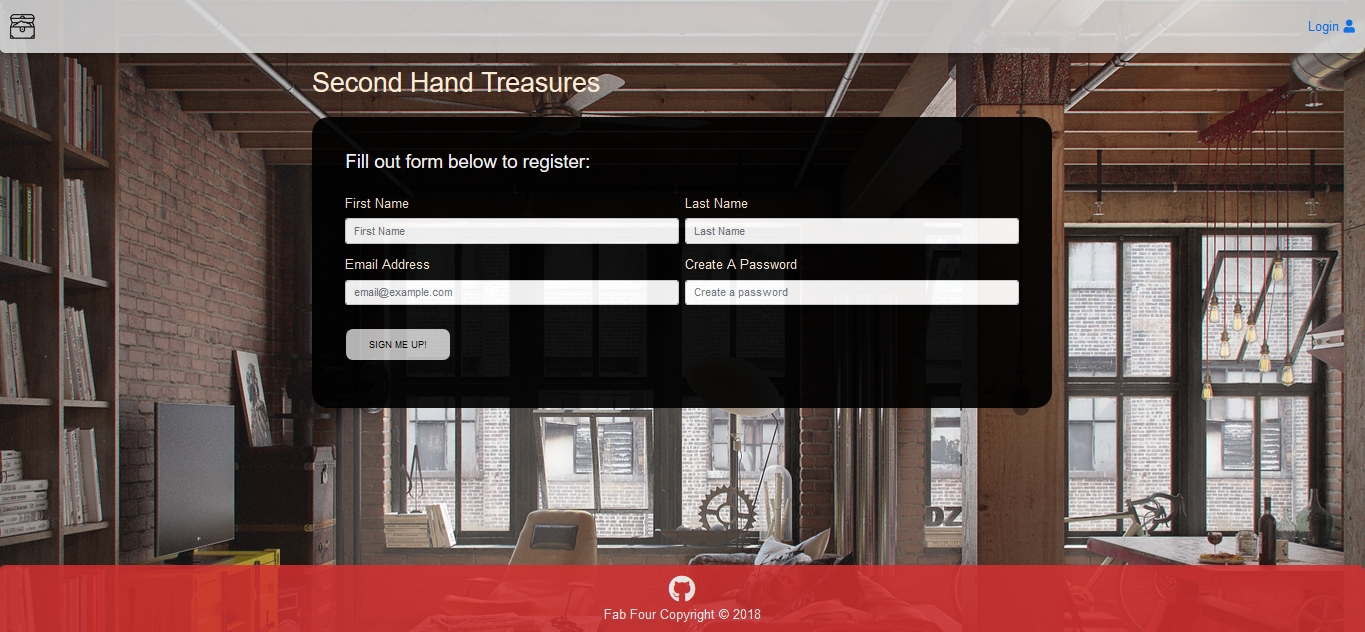 Login
Second Hand Treasures
Fill out form below to register:
First Name
Last Name
First Name
Last Name
Email Address
Create A Password
email@example.com
Create a password
SIGN ME UP!
OZ
Fab Four Copyright © 2018